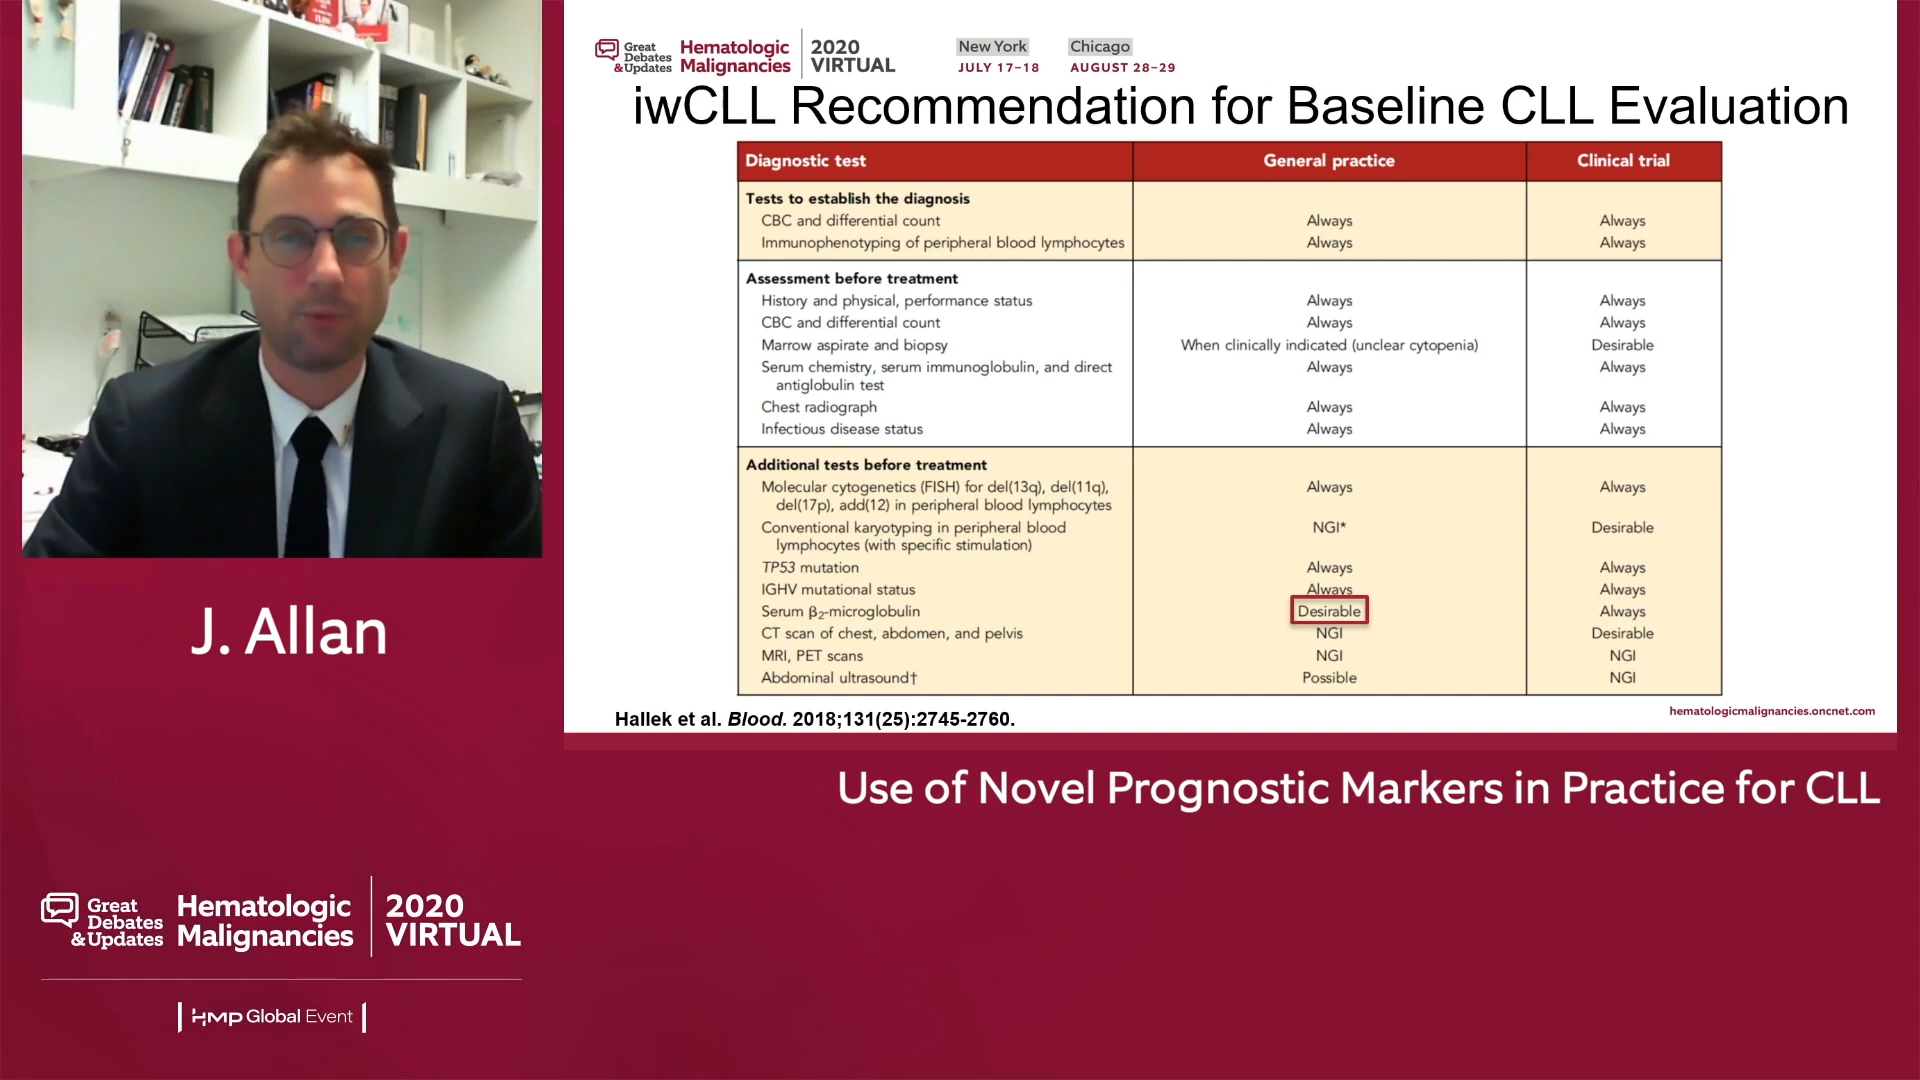 Great
Debates
&Updates
Hematologic
Malignancies
2020
VIRTUAL
New York
JULY 17–18
Chicago
AUGUST 28–29
iwCLL Recommendation for Baseline CLL Evaluation
Diagnostic test General practice Clinical trial
Tests to establish the diagnosis
CBC and differential count Always Always
Immunophenotyping of peripheral blood lymphocytes Always Always
Assessment before treatment
History and physical, performance status Always Always
CBC and differential count Always Always
Marrow aspirate and biopsy When clinically indicated (unclear cytopenia) Desirable
Serum chemistry, serum immunoglobulin, and direct Always Always
antiglobulin test
Chest radiograph Always Always
Infectious disease status Always Always
Additional tests before treatment
Molecular cytogenetics (FISH) for del(13q), del(11q), Always Always
del(17p), add(12) in peripheral blood lymphocytes
Conventional karyotyping in peripheral blood NGI* Desirable
lymphocytes (with specific stimulation)
TP53 mutation Always Always
IGHV mutational status Always Always
Serum β₂-microglobulin Desirable Always
CT scan of chest, abdomen, and pelvis NGI Desirable
MRI, PET scans NGI NGI
Abdominal ultrasound† Possible NGI
Hallek et al. Blood. 2018;131(25):2745-2760.
hematologicmalignancies.oncnet.com
J. Allan
Use of Novel Prognostic Markers in Practice for CLL
Great
Debates
&Updates
Hematologic
Malignancies
2020
VIRTUAL
HMP Global Event